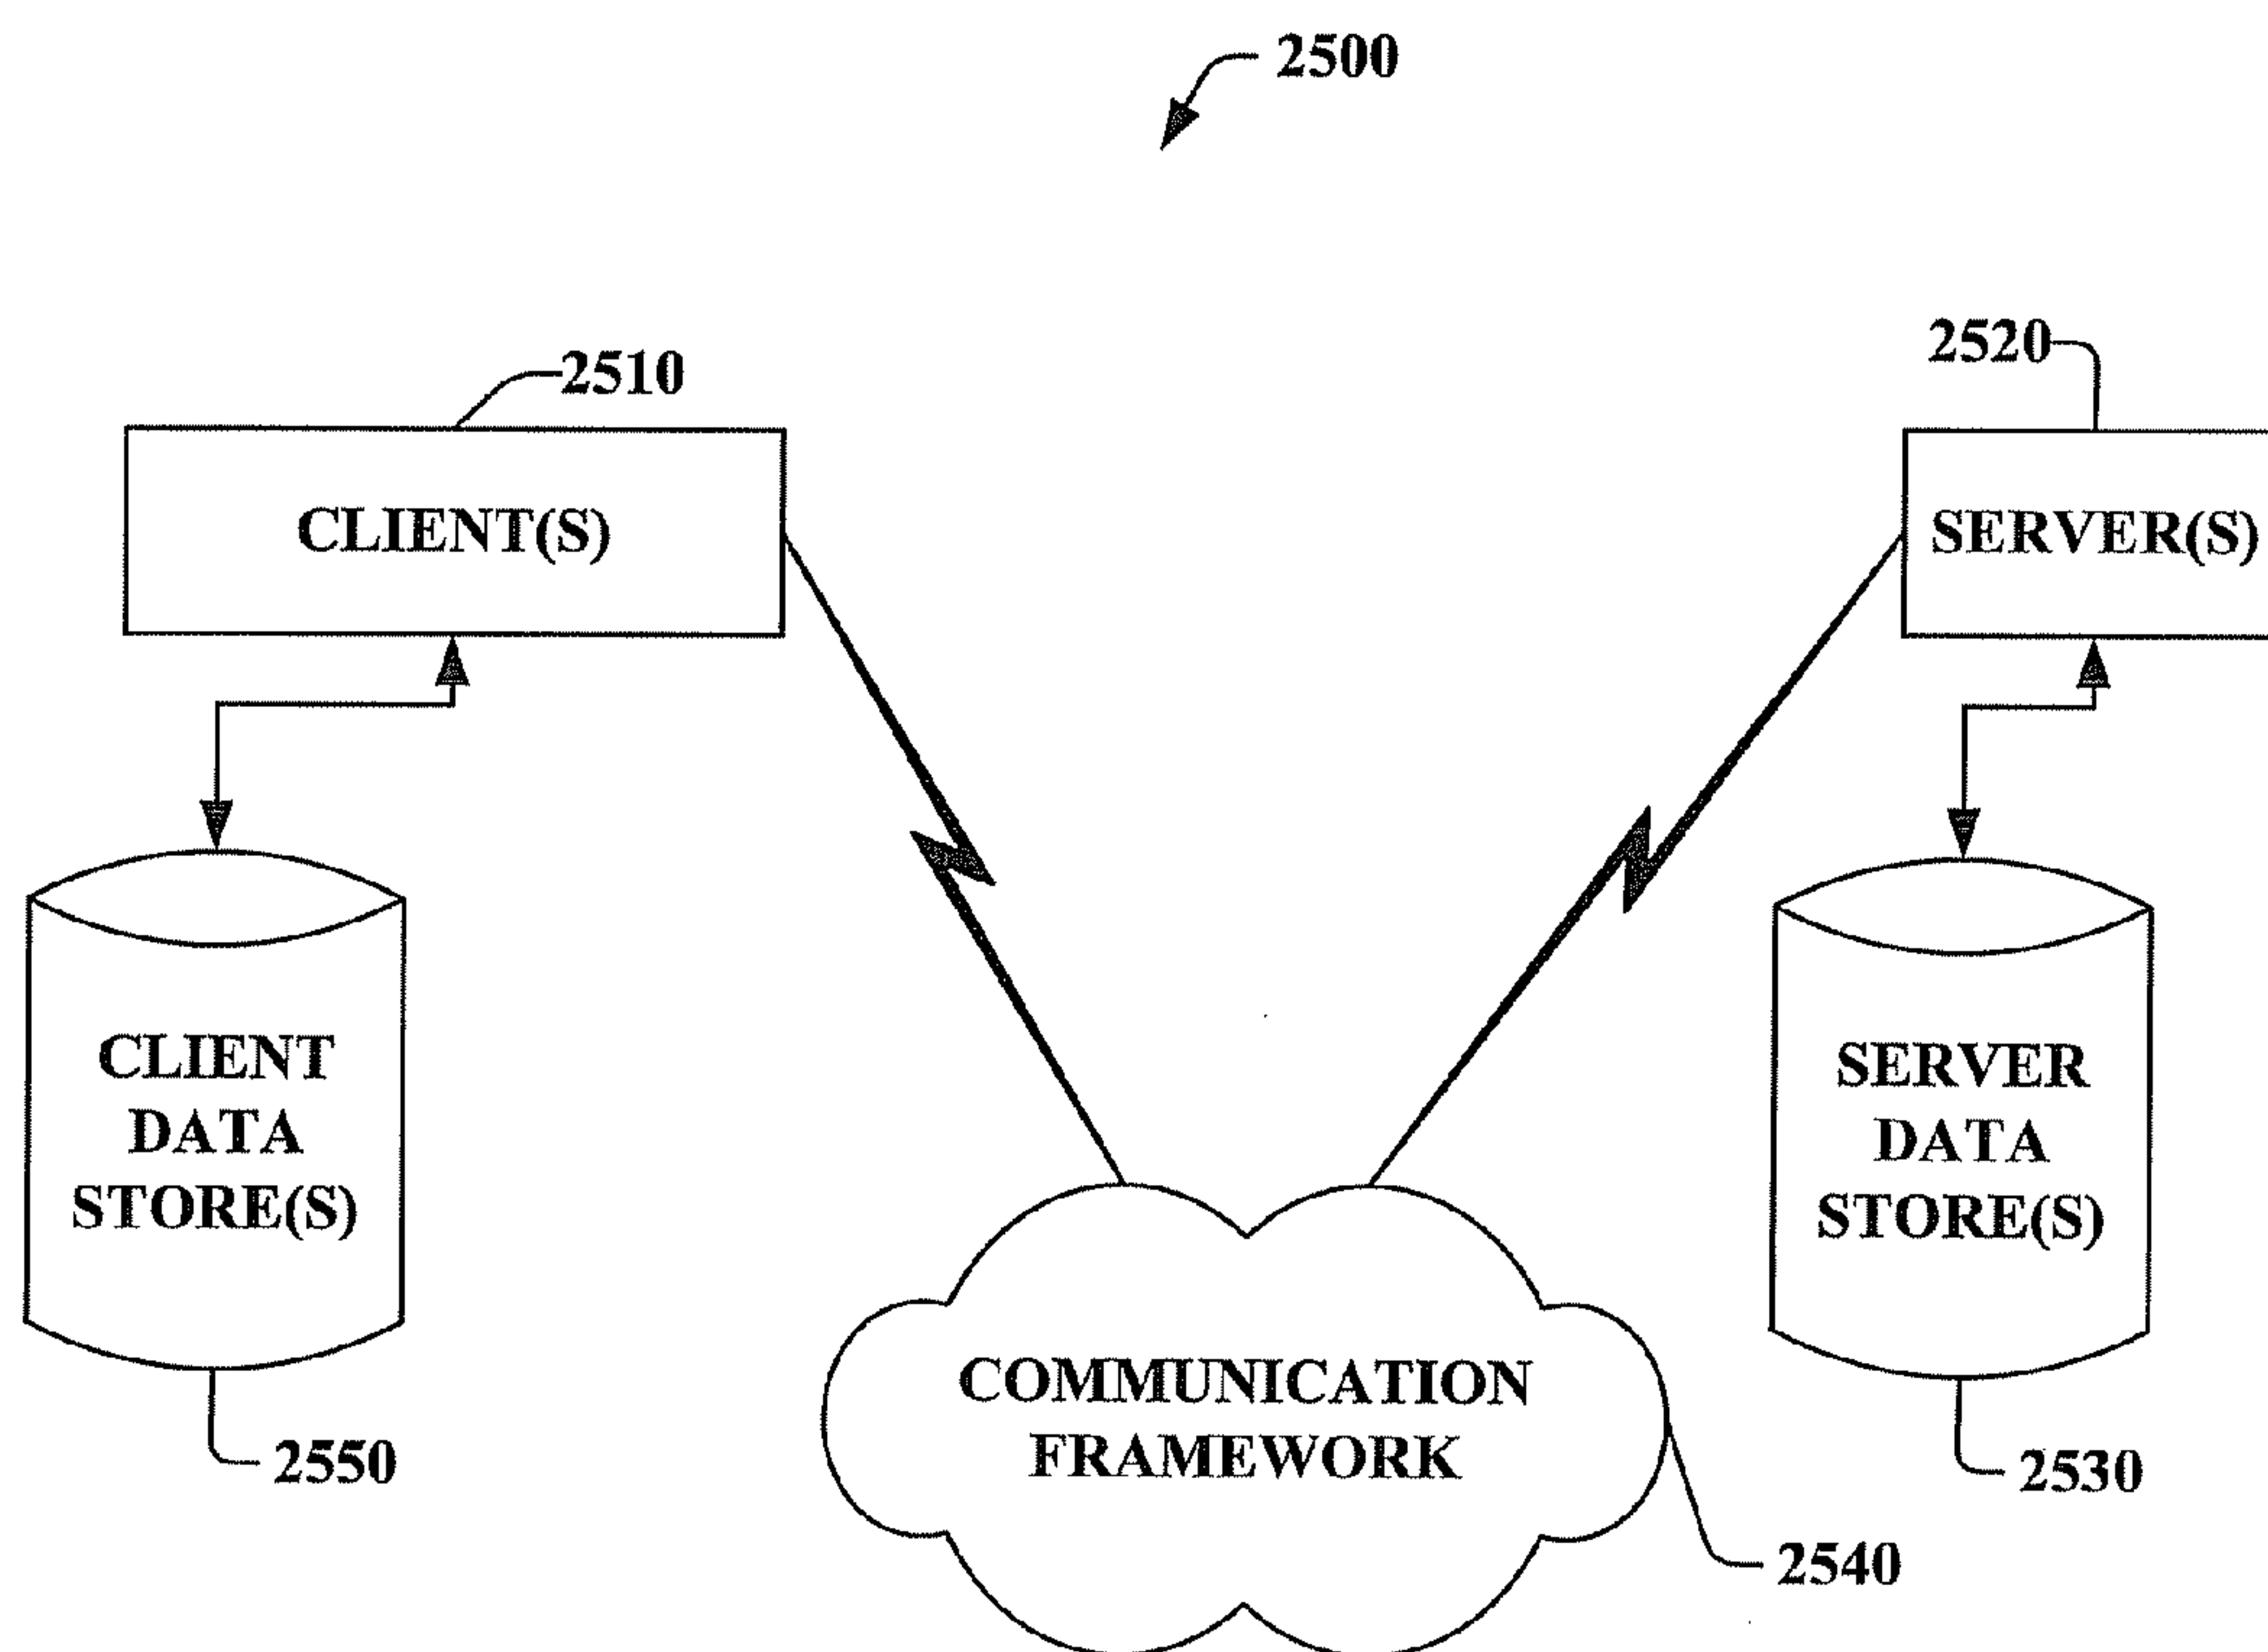 2500
2510
2520
CLIENT(S)
SERVER(S)
CLIENT
DATA
STORE(S)
SERVER
DATA
STORE(S)
COMMUNICATION
FRAMEWORK
2550
2530
2540